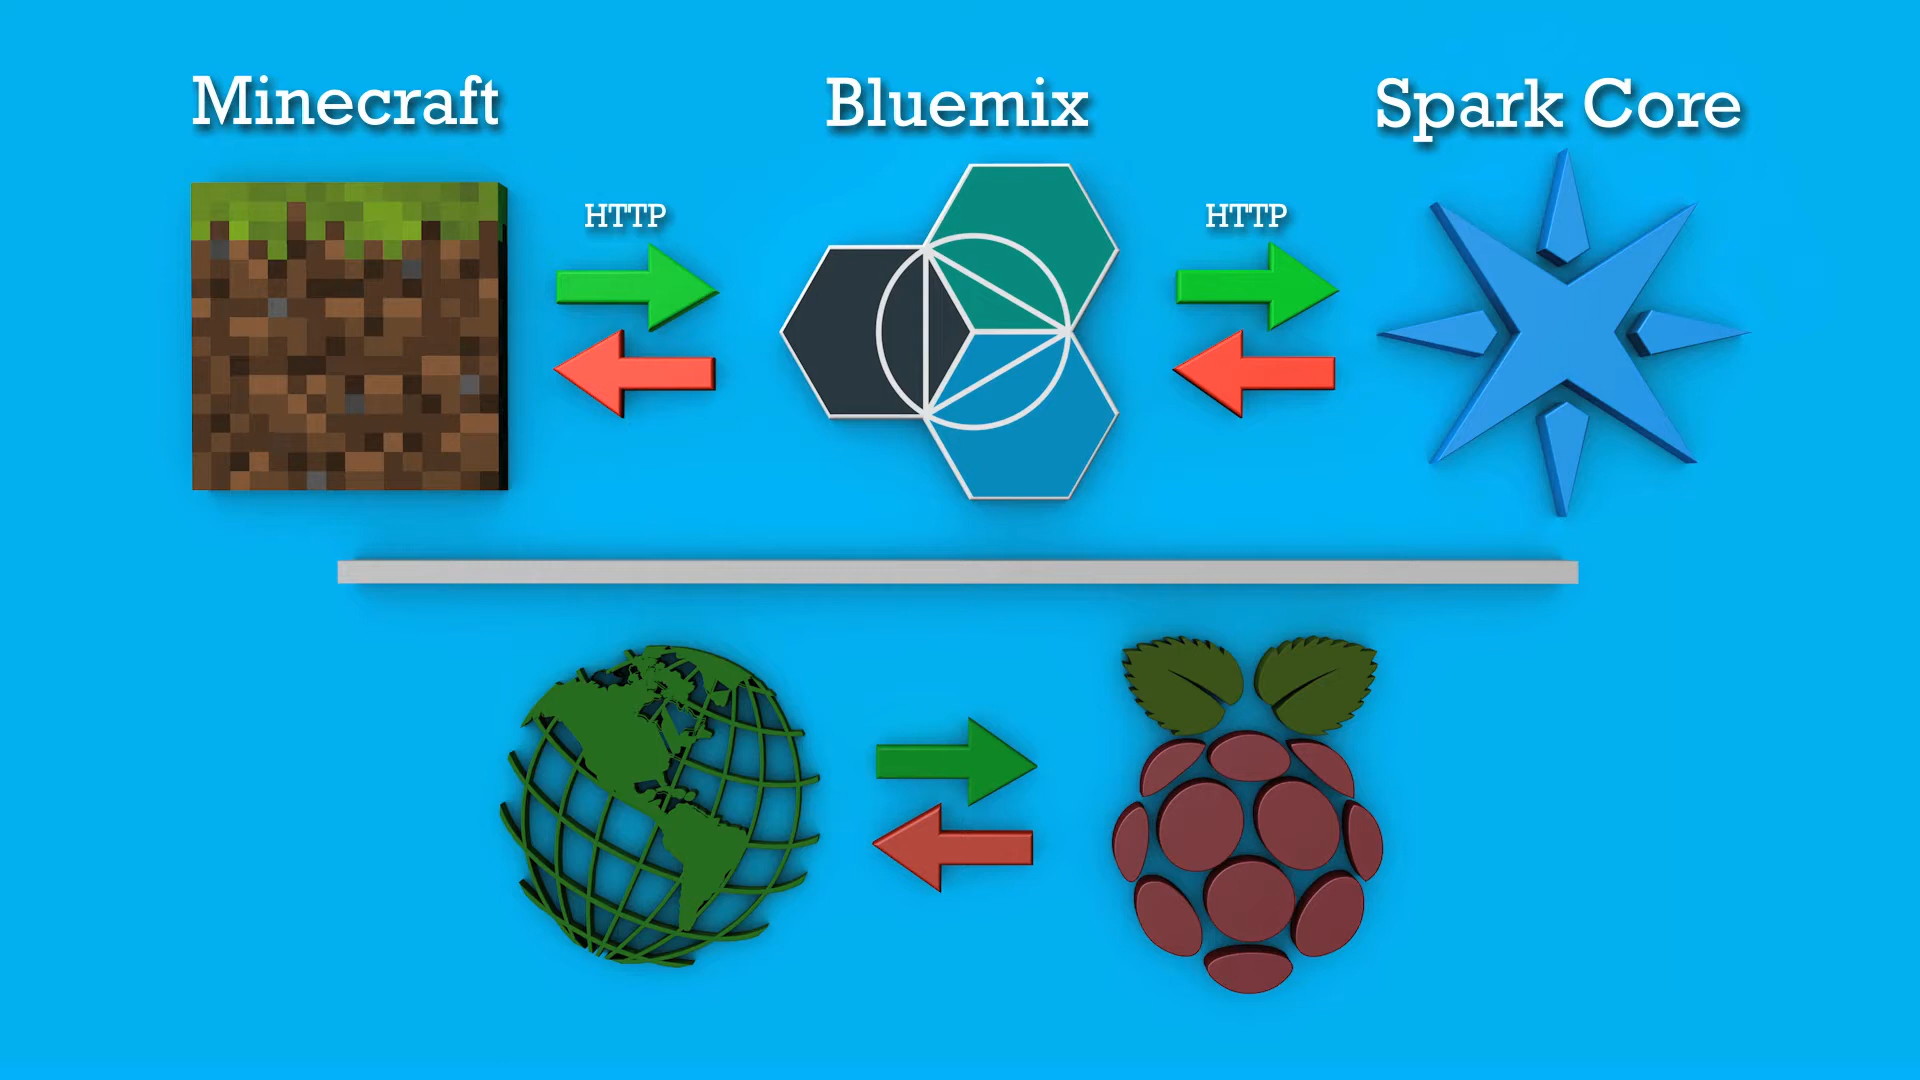 Minecraft
Bluemix
Spark Core
HTTP
HTTP